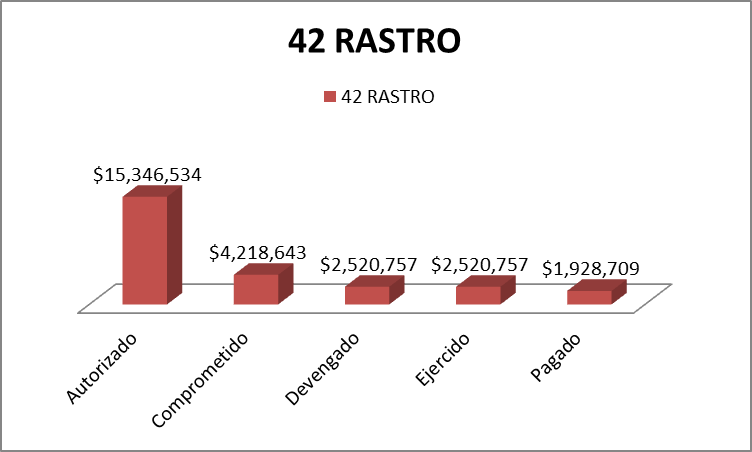 42 RASTRO
42 RASTRO
$15,346,534
$4,218,643
$2,520,757
$2,520,757
$1,928,709
Autorizado
Comprometido
Devengado
Ejercido
Pagado